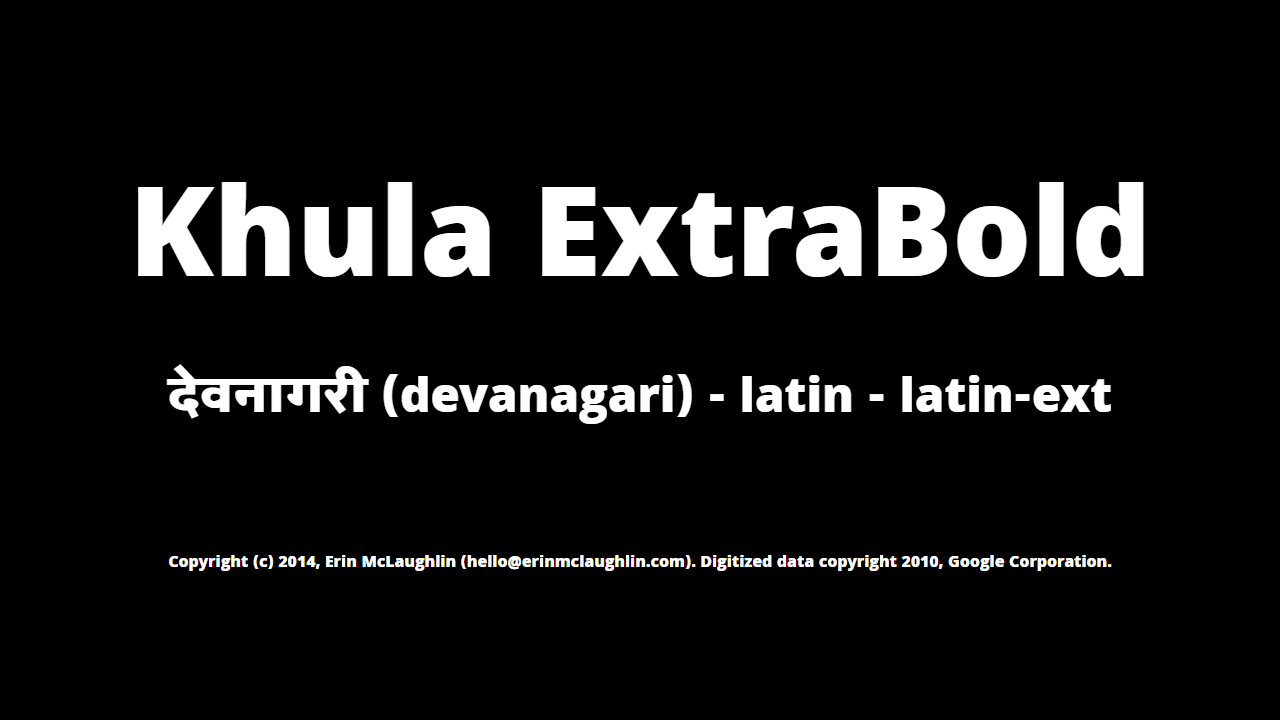 Khula ExtraBold
देवनागरी (devanagari) - latin - latin-ext
Copyright (c) 2014, Erin McLaughlin (hello@erinmclaughlin.com). Digitized data copyright 2010, Google Corporation.